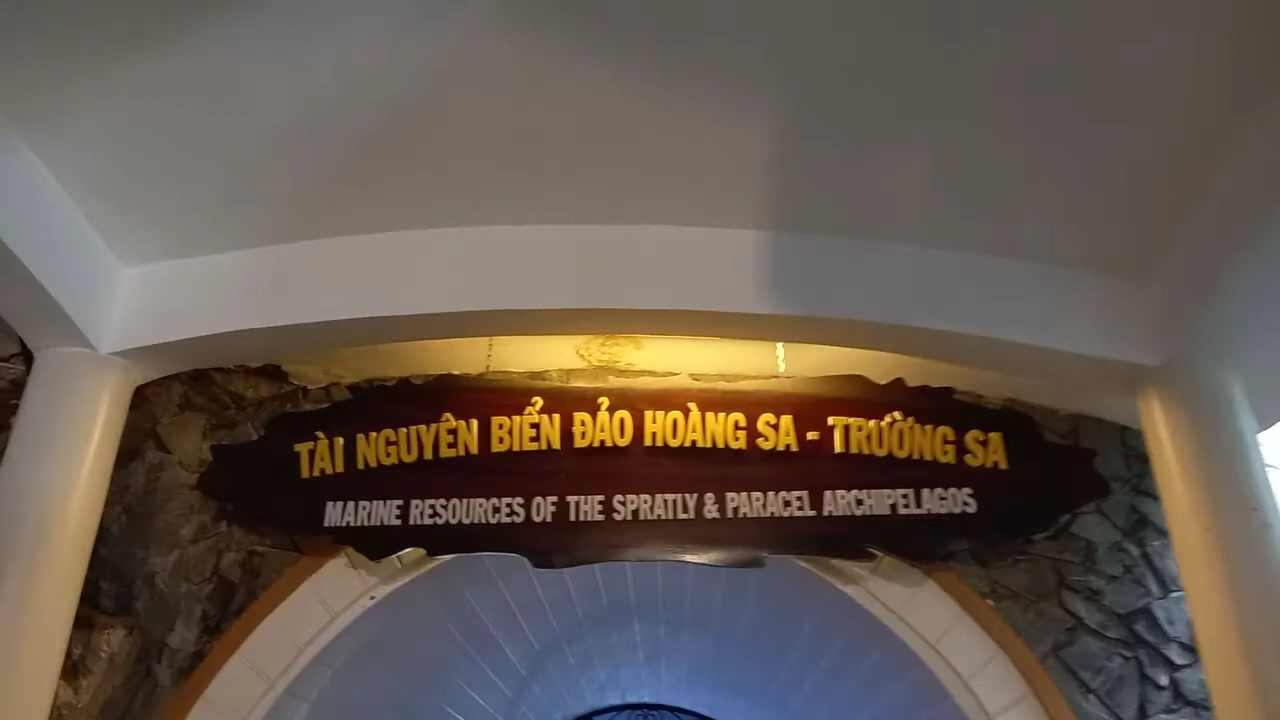 TÀI NGUYÊN BIỂN ĐẢO HOÀNG SA - TRƯỜNG SA
MARINE RESOURCES OF THE SPRATLY & PARACEL ARCHIPELAGOS